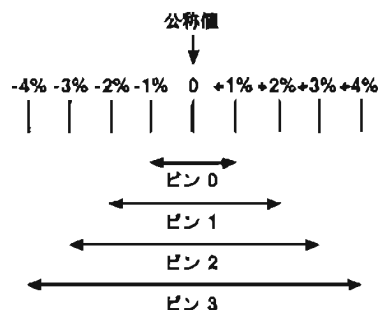 公称値
-4% -3% -2% -1% 0 +1% +2% +3% +4%
ビン 0
ビン 1
ビン 2
ビン 3